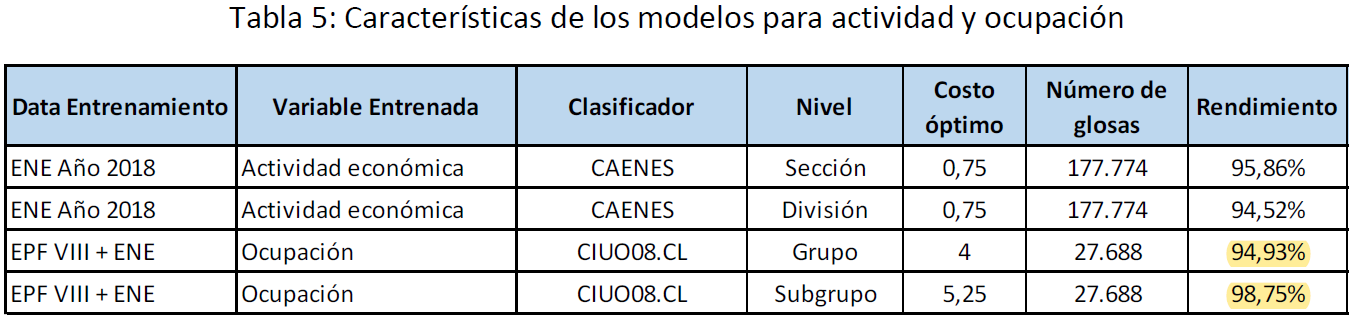 Tabla 5: Características de los modelos para actividad y ocupación
Data Entrenamiento Variable Entrenada Clasificador Nivel Costo óptimo Número de glosas Rendimiento
ENE Año 2018 Actividad económica CAENES Sección 0,75 177.774 95,86%
ENE Año 2018 Actividad económica CAENES División 0,75 177.774 94,52%
EPF VIII + ENE Ocupación CIUO08.CL Grupo 4 27.688 94,93%
EPF VIII + ENE Ocupación CIUO08.CL Subgrupo 5,25 27.688 98,75%